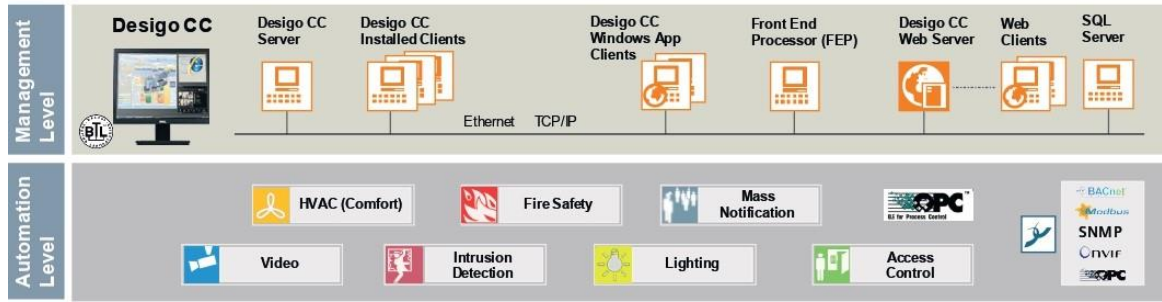 Management
Level
Desigo CC
BTL
Desigo CC
Server
Desigo CC
Installed Clients
Desigo CC
Windows App
Clients
Front End
Processor (FEP)
Desigo CC
Web Server
Web
Clients
SQL
Server
Ethernet TCP/IP
Automation
Level
HVAC (Comfort)
Fire Safety
Mass
Notification
OPC
Video
Intrusion
Detection
Lighting
Access
Control
BACnet
Modbus
SNMP
ONVIF
OPC